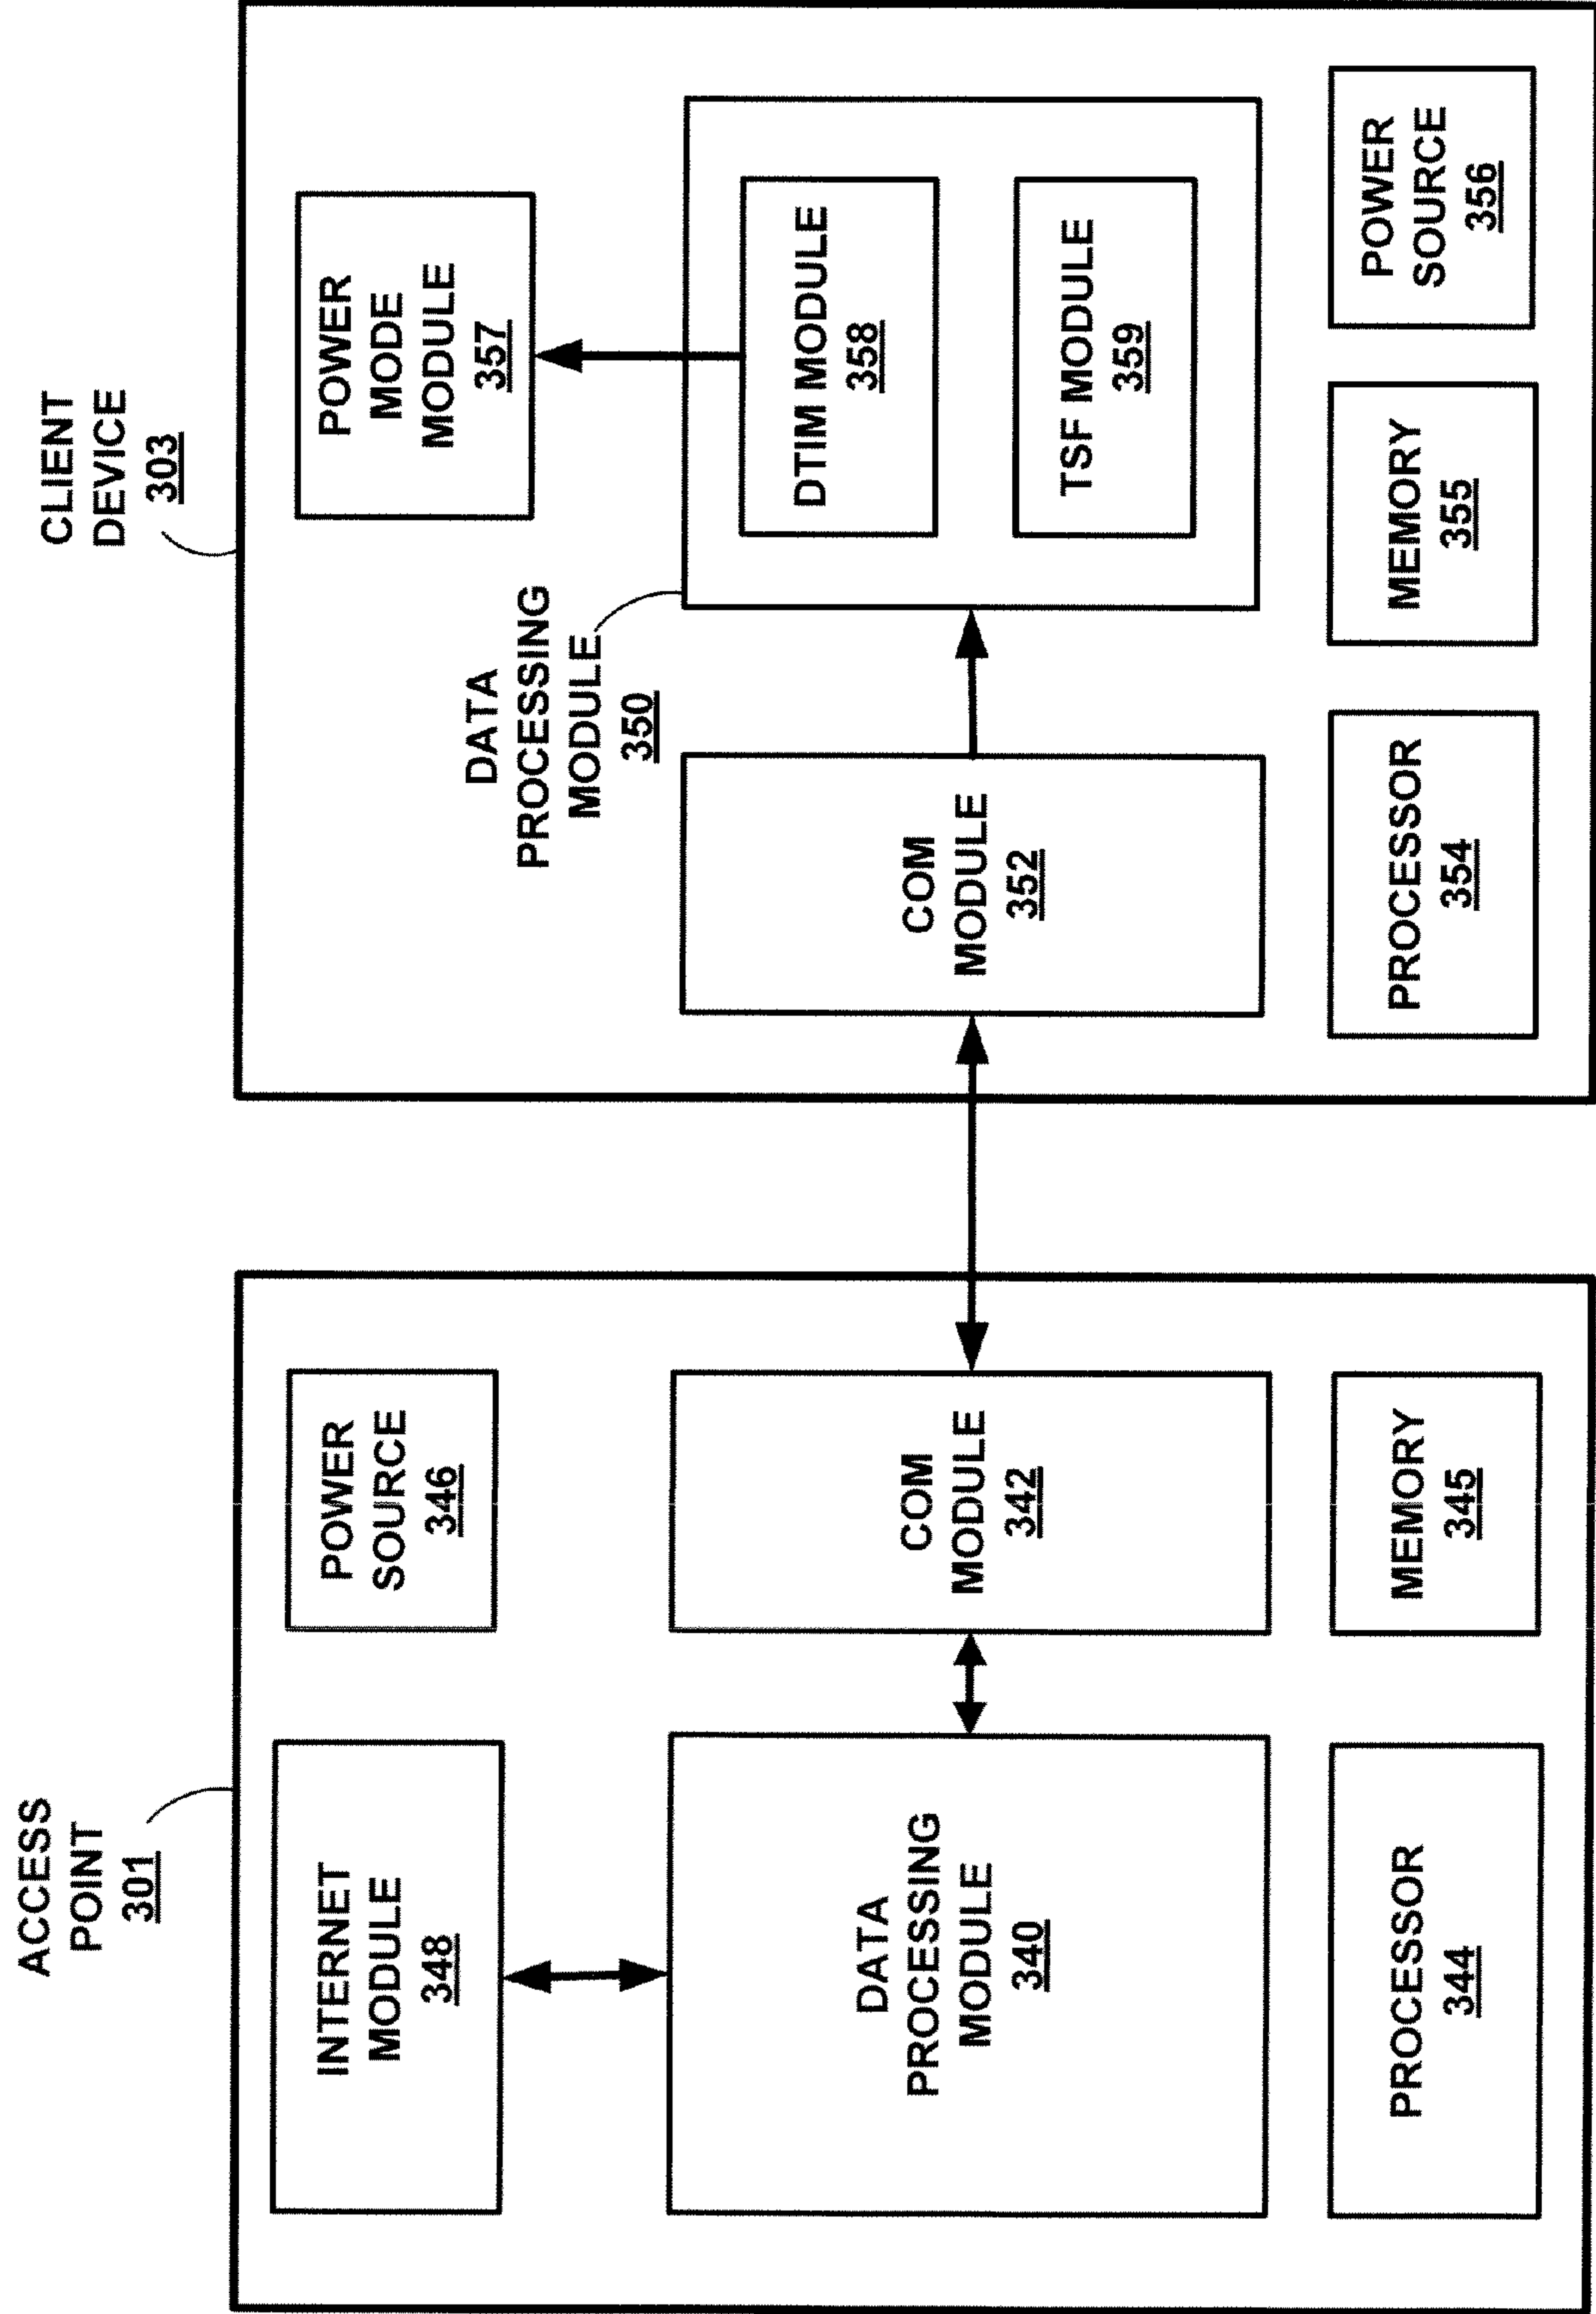 ACCESS
POINT
301
INTERNET
MODULE
348
POWER
SOURCE
346
DATA
PROCESSING
MODULE
340
COM
MODULE
342
PROCESSOR
344
MEMORY
345
CLIENT
DEVICE
303
POWER
MODE
MODULE
357
DATA
PROCESSING
MODULE
350
COM
MODULE
352
DTIM MODULE
358
TSF MODULE
359
PROCESSOR
354
MEMORY
355
POWER
SOURCE
356